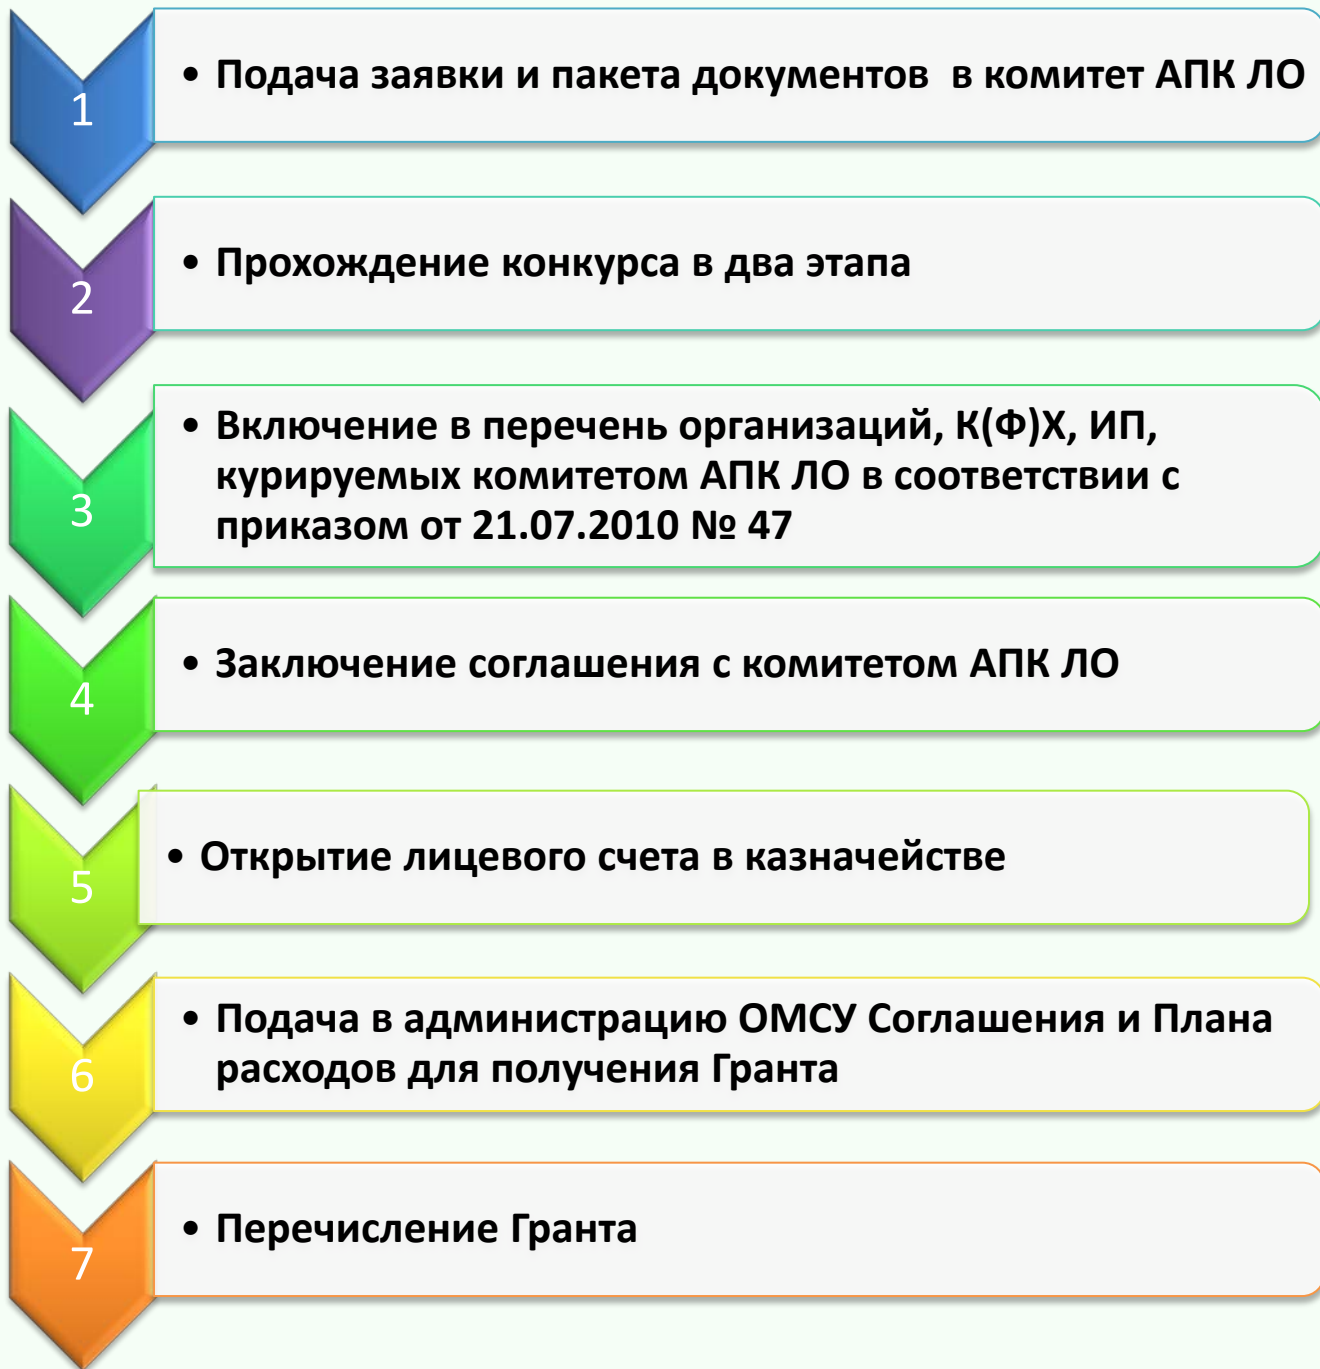 1
• Подача заявки и пакета документов в комитет АПК ЛО
2
• Прохождение конкурса в два этапа
3
• Включение в перечень организаций, К(Ф)Х, ИП,
курируемых комитетом АПК ЛО в соответствии с
приказом от 21.07.2010 № 47
4
• Заключение соглашения с комитетом АПК ЛО
5
• Открытие лицевого счета в казначействе
6
• Подача в администрацию ОМСУ Соглашения и Плана
расходов для получения Гранта
7
• Перечисление Гранта